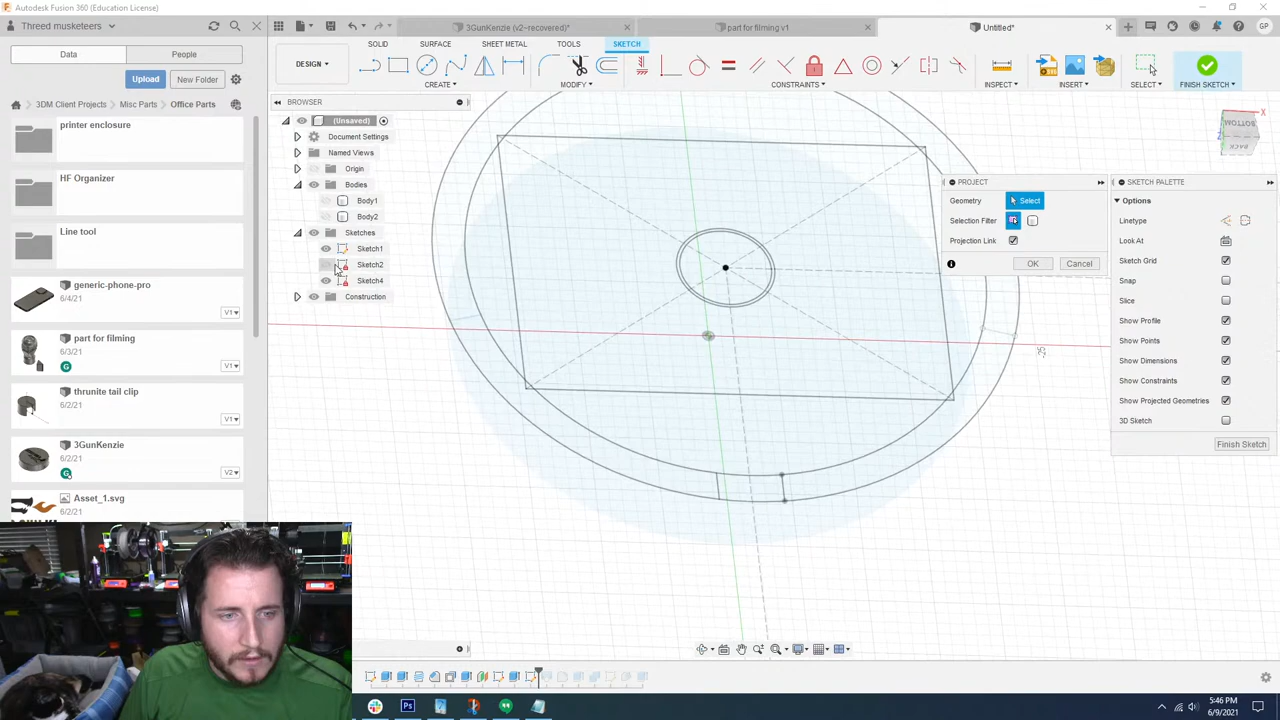 Autodesk Fusion 360 (Education License)
Threed musketeers
3GunKenzie (v2~recovered)*
part for filming v1
Untitled*
GP
Data
People
SOLID
SURFACE
SHEET METAL
TOOLS
SKETCH
DESIGN
Upload
New Folder
CREATE
MODIFY
CONSTRAINTS
INSPECT
INSERT
SELECT
FINISH SKETCH
3DM Client Projects
Misc Parts
Office Parts
BROWSER
(Unsaved)
Document Settings
Named Views
Origin
Bodies
Body1
Body2
Sketches
Sketch1
Sketch2
Sketch4
Construction
printer enclosure
HF Organizer
Line tool
generic-phone-pro
6/4/21
V1
part for filming
6/3/21
V1
G
thrunite tail clip
6/2/21
V1
3GunKenzie
6/2/21
V2
G
Asset_1.svg
6/2/21
BOTTOM
BACK
X
Z
PROJECT
Geometry
Select
Selection Filter
Projection Link
OK
Cancel
SKETCH PALETTE
Options
Linetype
Look At
Sketch Grid
Snap
Slice
Show Profile
Show Points
Show Dimensions
Show Constraints
Show Projected Geometries
3D Sketch
Finish Sketch
Ps
5:46 PM
6/9/2021